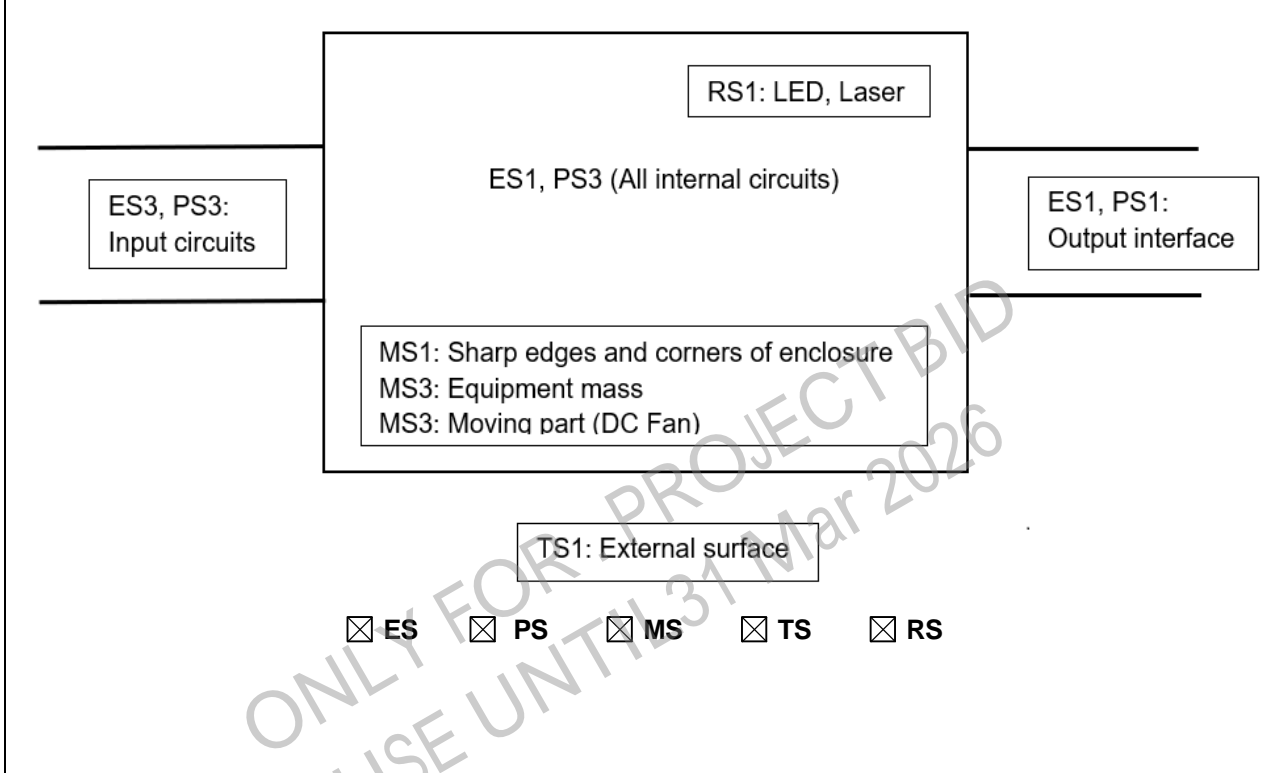 RS1: LED, Laser
ES1, PS3 (All internal circuits)
ES3, PS3:
Input circuits
ES1, PS1:
Output interface
MS1: Sharp edges and corners of enclosure
MS3: Equipment mass
MS3: Moving part (DC Fan)
TS1: External surface
☒ ES ☒ PS ☒ MS ☒ TS ☒ RS
ONLY FOR . PROJECT BID
USE UNTIL 31 Mar 2026